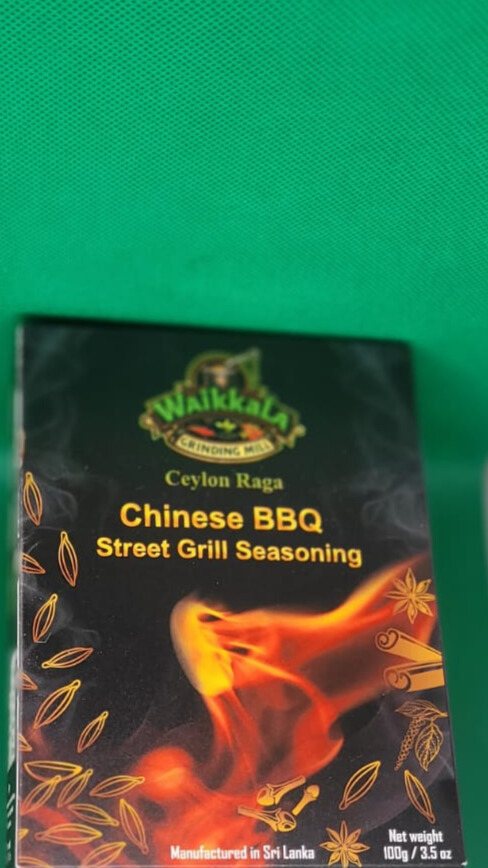 WaikkaLA
GRINDING MILL
Ceylon Raga
Chinese BBQ
Street Grill Seasoning
Manufactured in Sri Lanka
Net weight
100g / 3.5 oz